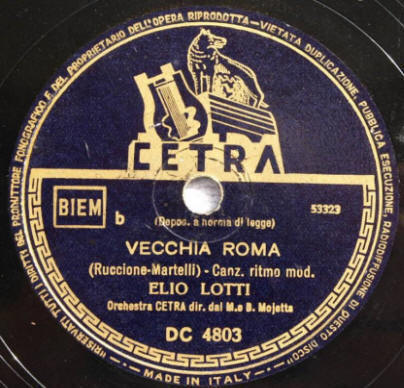 "RISERVATI TUTTI I DIRITTI DEL PRODUTTORE FONOGRAFICO E DEL PROPRIETARIO DELL'OPERA RIPRODOTTA - VIETATA DUPLICAZIONE, PUBBLICA ESECUZIONE, RADIODIFFUSIONE DI QUESTO DISCO"
CETRA
BIEM
b
(Depos. a norma di legge)
53323
VECCHIA ROMA
(Ruccione-Martelli) - Canz. ritmo mod.
ELIO LOTTI
Orchestra CETRA dir. dal M.o B. Mojetta
DC 4803
MADE IN ITALY